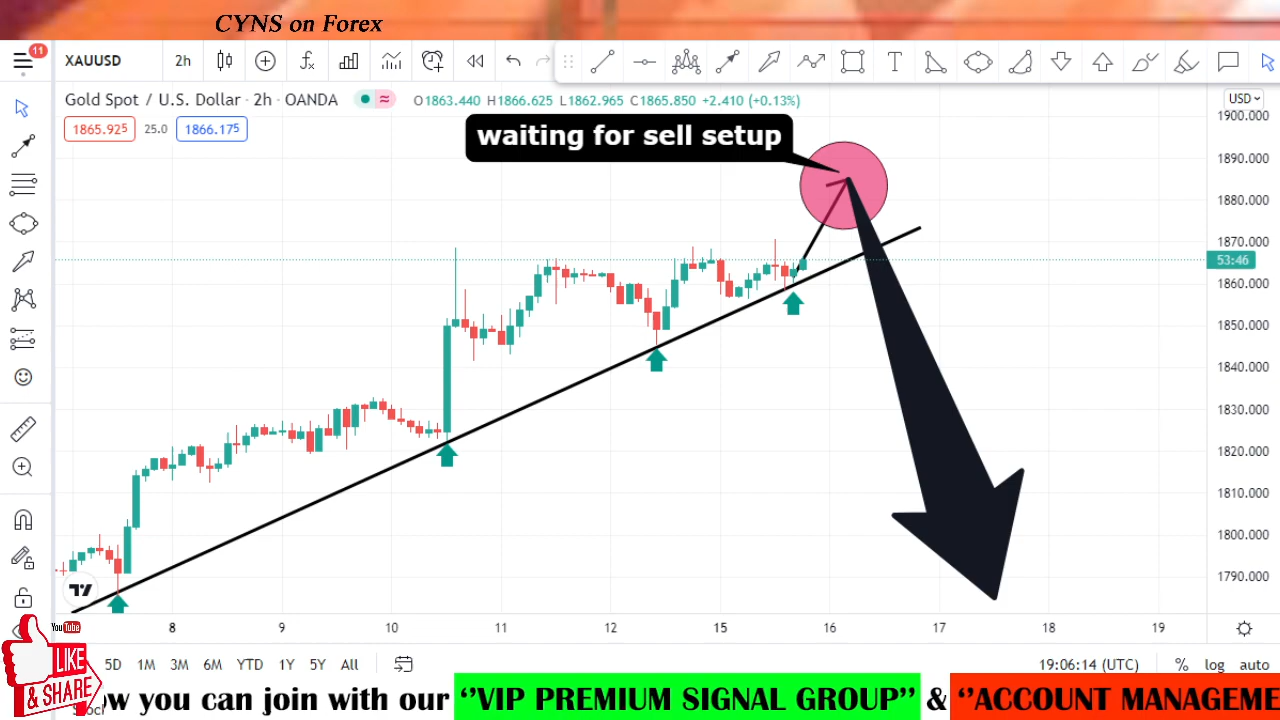 CYNS on Forex
11
XAUUSD
2h
Gold Spot / U.S. Dollar · 2h · OANDA
O1863.440 H1866.625 L1862.965 C1865.850 +2.410 (+0.13%)
USD
1865.925
25.0
1866.175
waiting for sell setup
1900.000
1890.000
1880.000
1870.000
53:46
1860.000
1850.000
1840.000
1830.000
1820.000
1810.000
1800.000
1790.000
8
9
10
11
12
15
16
17
18
19
YouTube
LIKE
& SHARE
5D 1M 3M 6M YTD 1Y 5Y All
19:06:14 (UTC)
% log auto
ow you can join with our ‘’VIP PREMIUM SIGNAL GROUP’’ & ‘’ACCOUNT MANAGEME